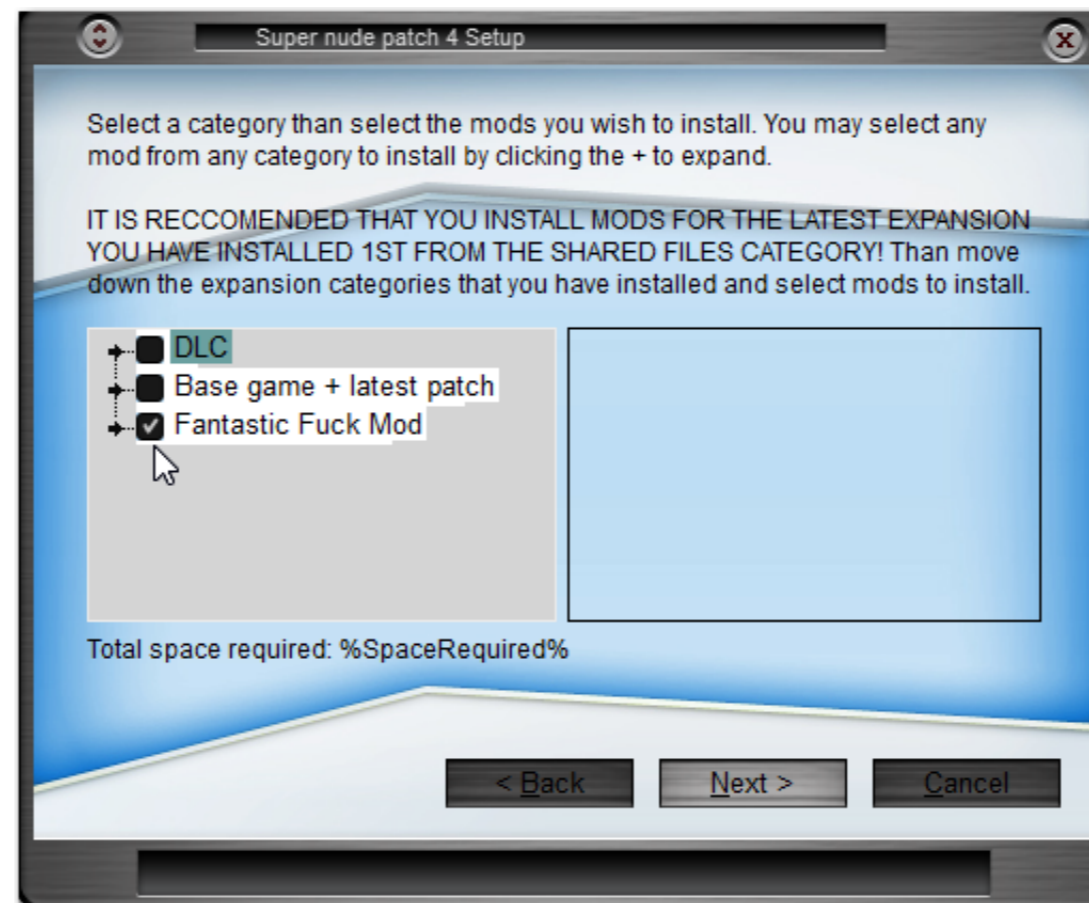 Super nude patch 4 Setup
Select a category than select the mods you wish to install. You may select any
mod from any category to install by clicking the + to expand.
IT IS RECCOMENDED THAT YOU INSTALL MODS FOR THE LATEST EXPANSION
YOU HAVE INSTALLED 1ST FROM THE SHARED FILES CATEGORY! Than move
down the expansion categories that you have installed and select mods to install.
DLC
Base game + latest patch
Fantastic Fuck Mod
Total space required: %SpaceRequired%
< Back
Next >
Cancel